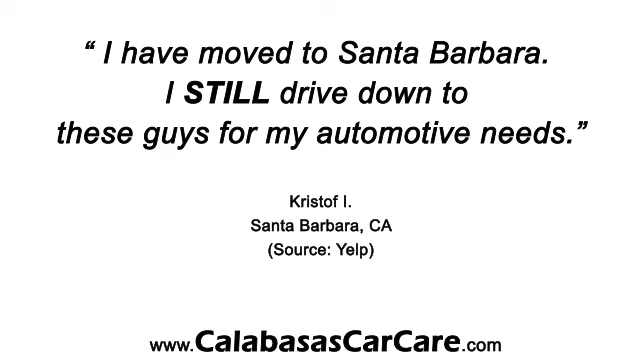 “ I have moved to Santa Barbara.
I STILL drive down to
these guys for my automotive needs.”
Kristof I.
Santa Barbara, CA
(Source: Yelp)
www.CalabasasCarCare.com